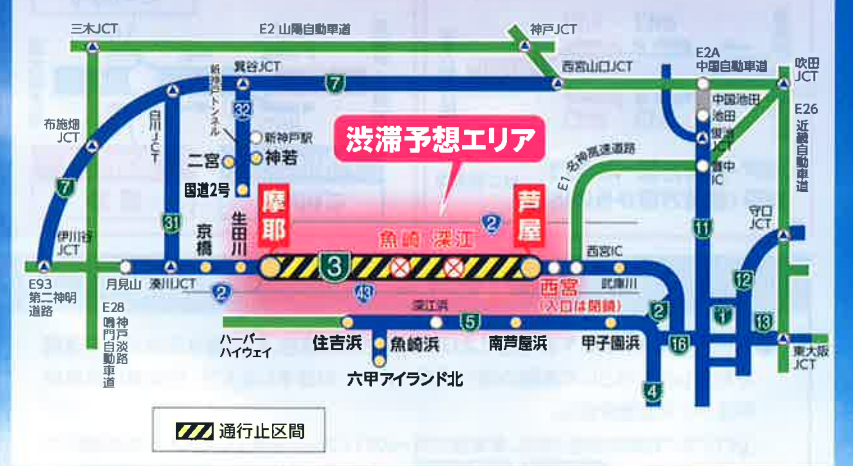 三木JCT
E2 山陽自動車道
神戸JCT
E2A
中国自動車道
吹田
JCT
箕谷JCT
7
西宮山口JCT
新神戸トンネル
32
中国池田
池田
E26
近畿自動車道
布施畑
JCT
白川JCT
新神戸駅
神若
二宮
国道2号
渋滞予想エリア
E1 名神高速道路
豊中
IC
7
31
京橋
生田川
摩耶
魚崎 深江
2
芦屋
11
守口
JCT
伊川谷
JCT
3
西宮IC
12
E93
第二神明
道路
月見山
湊川JCT
2
43
西宮
(入口は閉鎖)
武庫川
E28
神戸淡路
鳴門自動車道
深江浜
5
2
1
13
16
ハーバー
ハイウェイ
住吉浜
魚崎浜
南芦屋浜
甲子園浜
東大阪
JCT
六甲アイランド北
4
通行止区間